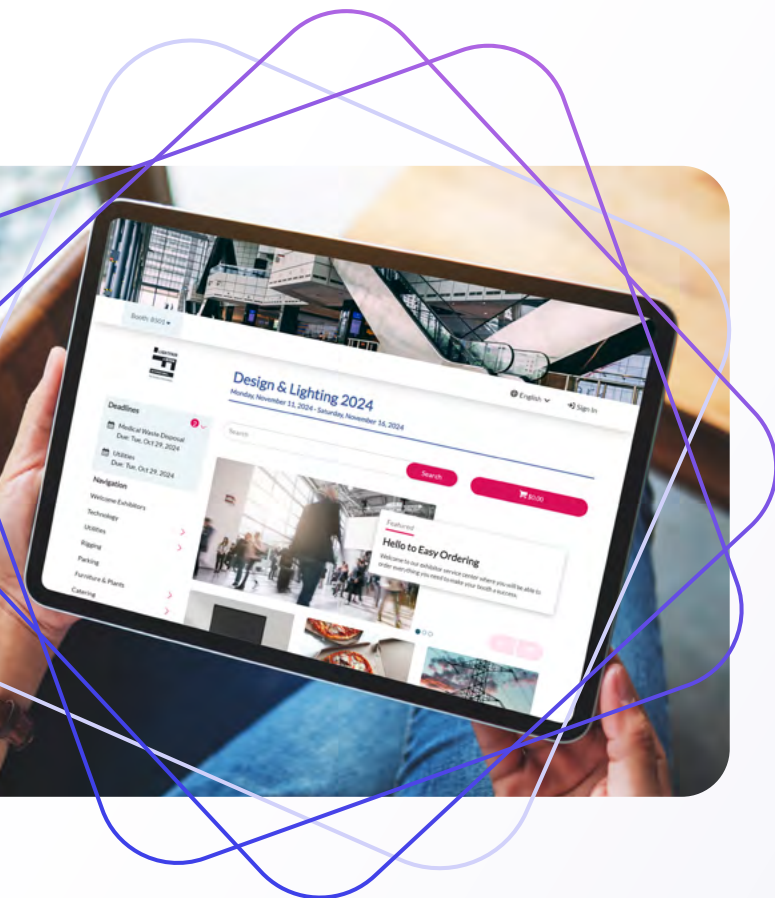 Booth: #501
English
Sign In
LIGHTING
Design & Lighting 2024
Monday, November 11, 2024 - Saturday, November 16, 2024
Deadlines
2
Medical Waste Disposal
Due: Tue, Oct 29, 2024
Utilities
Due: Tue, Oct 29, 2024
Search
Search
$0.00
Navigation
Welcome Exhibitors
Technology
Utilities
Rigging
Parking
Furniture & Plants
Catering
Featured
Hello to Easy Ordering
Welcome to our exhibitor service center where you will be able to
order everything you need to make your booth a success.